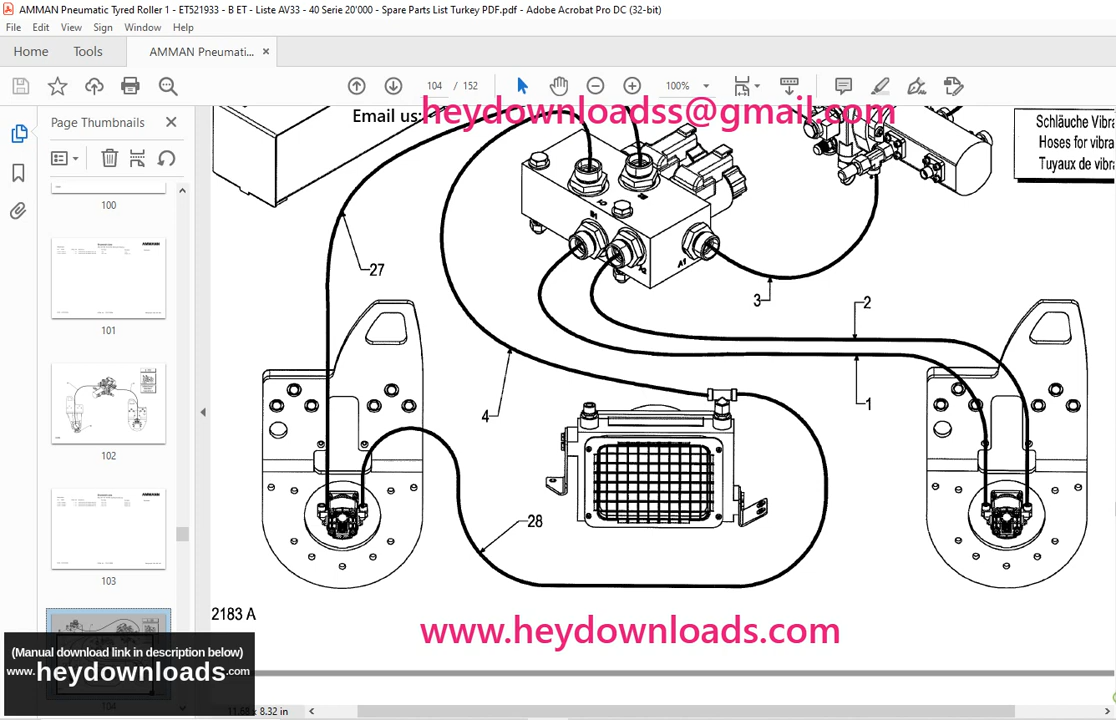 AMMAN Pneumatic Tyred Roller 1 - ET521933 - B ET - Liste AV33 - 40 Serie 20'000 - Spare Parts List Turkey PDF.pdf - Adobe Acrobat Pro DC (32-bit)
File Edit View Sign Window Help
Home Tools AMMAN Pneumati... ×
104 / 152 100%
Page Thumbnails
100
101
102
103
104
Email us: heydownloadss@gmail.com
Schläuche Vibra
Hoses for vibra
Tuyaux de vibra
B1
A2
A1
27
3
2
1
4
28
2183 A
www.heydownloads.com
(Manual download link in description below)
www.heydownloads.com
11.68 x 8.32 in